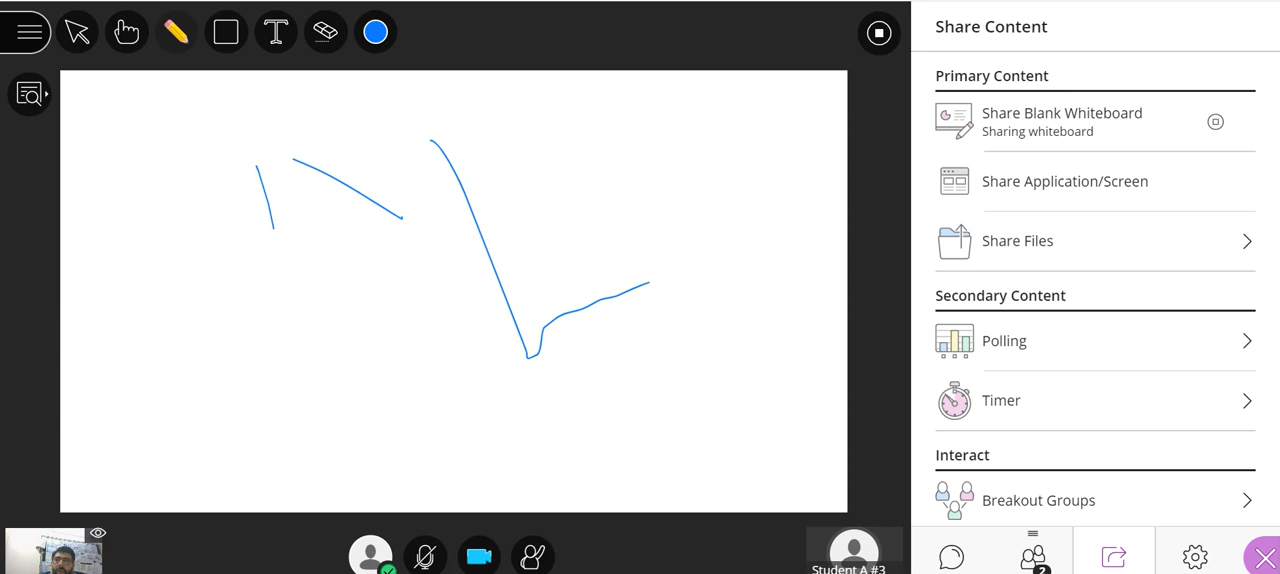 Share Content
Primary Content
Share Blank Whiteboard
Sharing whiteboard
Share Application/Screen
Share Files
Secondary Content
Polling
Timer
Interact
Breakout Groups
T
2
Student A #3